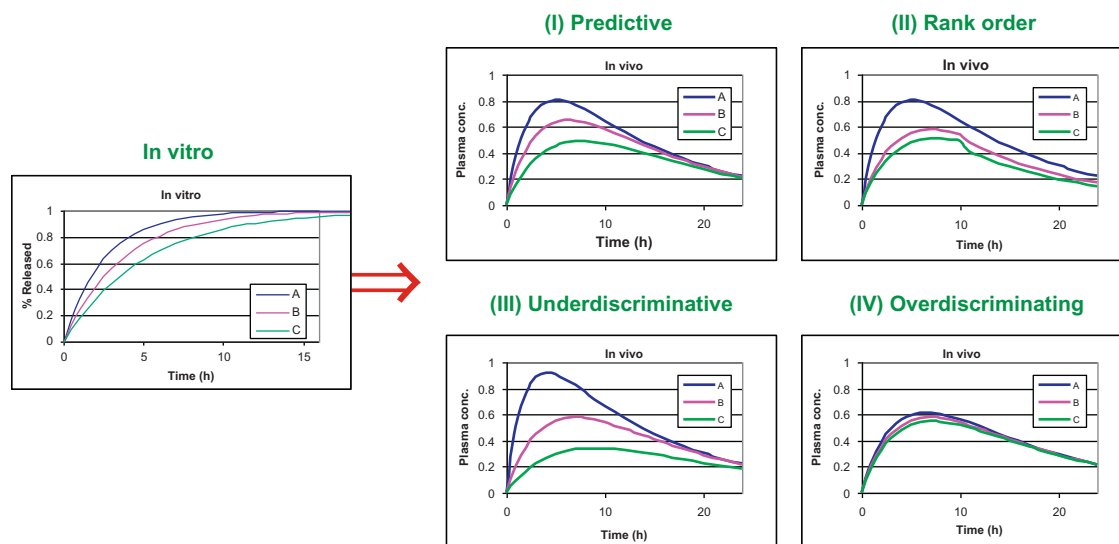 In vitro
In vitro
% Released
1
0.8
0.6
0.4
0.2
0
A
B
C
0 5 10 15
Time (h)
(I) Predictive
In vivo
Plasma conc.
1
0.8
0.6
0.4
0.2
0
A
B
C
0 10 20
Time (h)
(II) Rank order
In vivo
Plasma conc.
1
0.8
0.6
0.4
0.2
0
A
B
C
0 10 20
Time (h)
(III) Underdiscriminative
In vivo
Plasma conc.
1
0.8
0.6
0.4
0.2
0
A
B
C
0 10 20
Time (h)
(IV) Overdiscriminating
In vivo
Plasma conc.
1
0.8
0.6
0.4
0.2
0
A
B
C
0 10 20
Time (h)